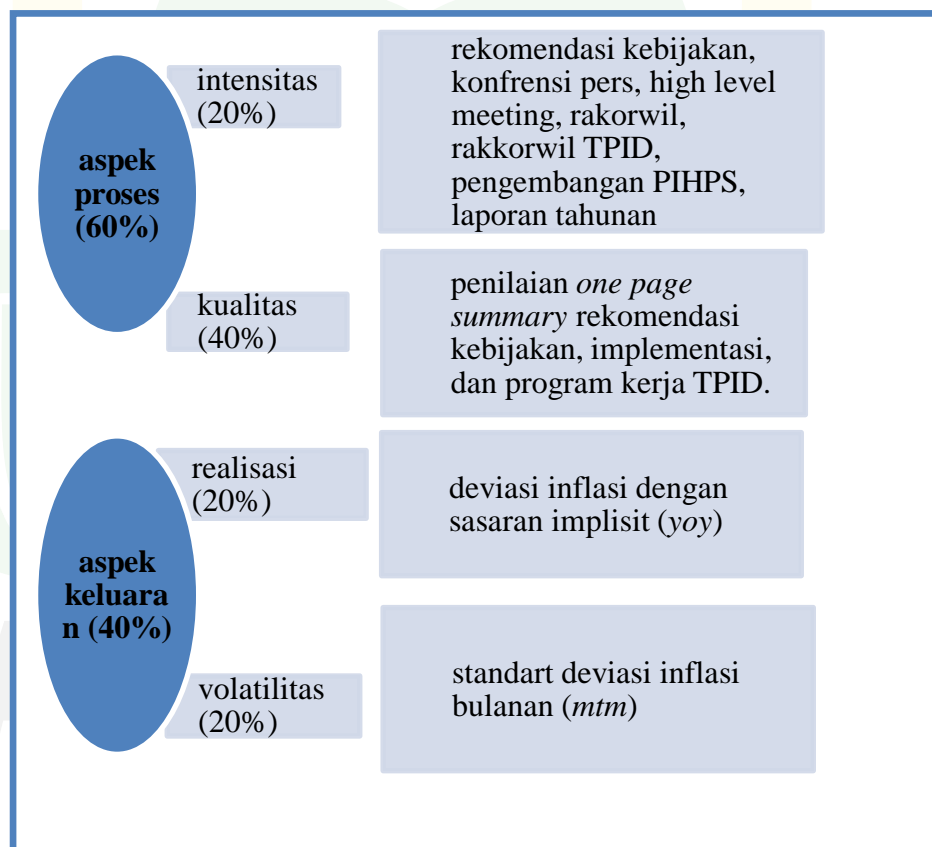 aspek
proses
(60%)
intensitas
(20%)
rekomendasi kebijakan,
konfrensi pers, high level
meeting, rakorwil,
rakkorwil TPID,
pengembangan PIHPS,
laporan tahunan
kualitas
(40%)
penilaian one page
summary rekomendasi
kebijakan, implementasi,
dan program kerja TPID.
aspek
keluara
n (40%)
realisasi
(20%)
deviasi inflasi dengan
sasaran implisit (yoy)
volatilitas
(20%)
standart deviasi inflasi
bulanan (mtm)